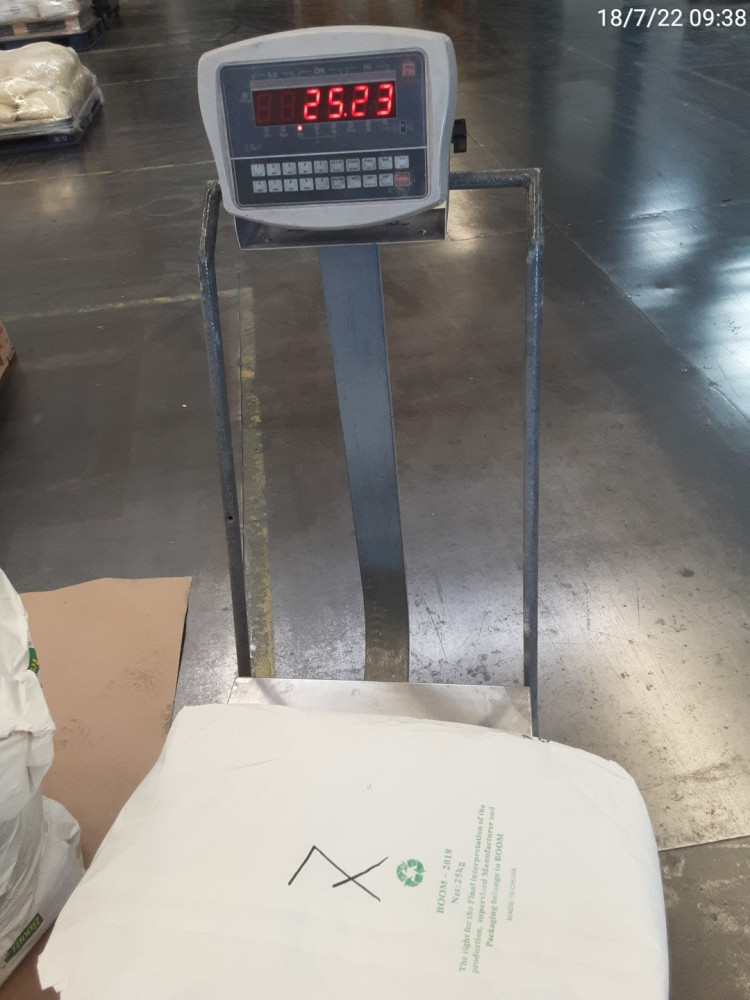 18/7/22 09:38
25.23
X
BOOM-2018
Net:25kg
The right for the Final interpretation of the
production, supervised Manufacturer and
Packaging belongs to BOOM
MADE IN CHINA